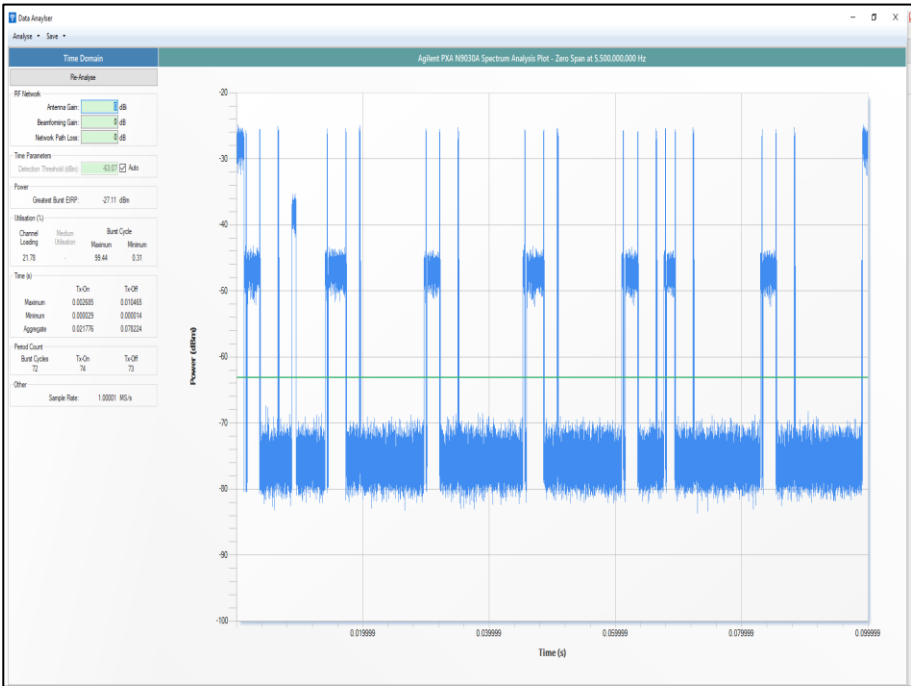 Data Anaylser
Analyse Save
Time Domain
Agilent PXA N9030A Spectrum Analysis Plot - Zero Span at 5,500,000,000 Hz
Re-Analyse
RF Network
Antenna Gain: dBi
Beamforming Gain: 0 dB
Network Path Loss: 0 dB
Time Parameters
Detection Threshold (dBm): -63.07 Auto
Power
Greatest Burst EIRP: -27.11 dBm
Utilisation (%)
Channel Loading Medium Utilisation Burst Cycle
Maximum Minimum
21.78 - 99.44 0.31
Time (s)
Tx-On Tx-Off
Maximum 0.002685 0.010465
Minimum 0.000029 0.000014
Aggregate 0.021776 0.078224
Period Count
Burst Cycles Tx-On Tx-Off
72 74 73
Other
Sample Rate: 1.00001 MS/s
-20
-30
-40
-50
-60
-70
-80
-90
-100
Power (dBm)
0.019999 0.039999 0.059999 0.079999 0.099999
Time (s)